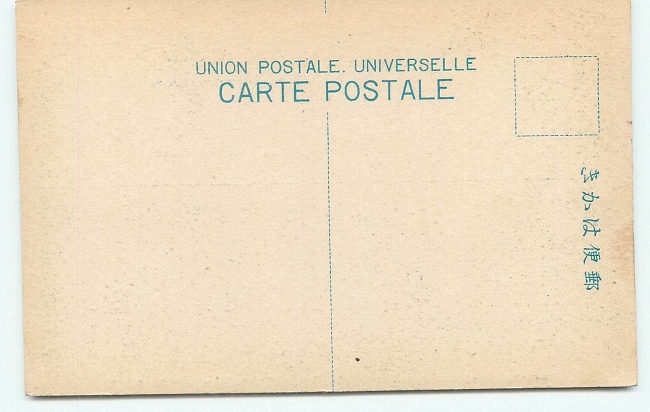 UNION POSTALE. UNIVERSELLE
CARTE POSTALE
郵便はかき